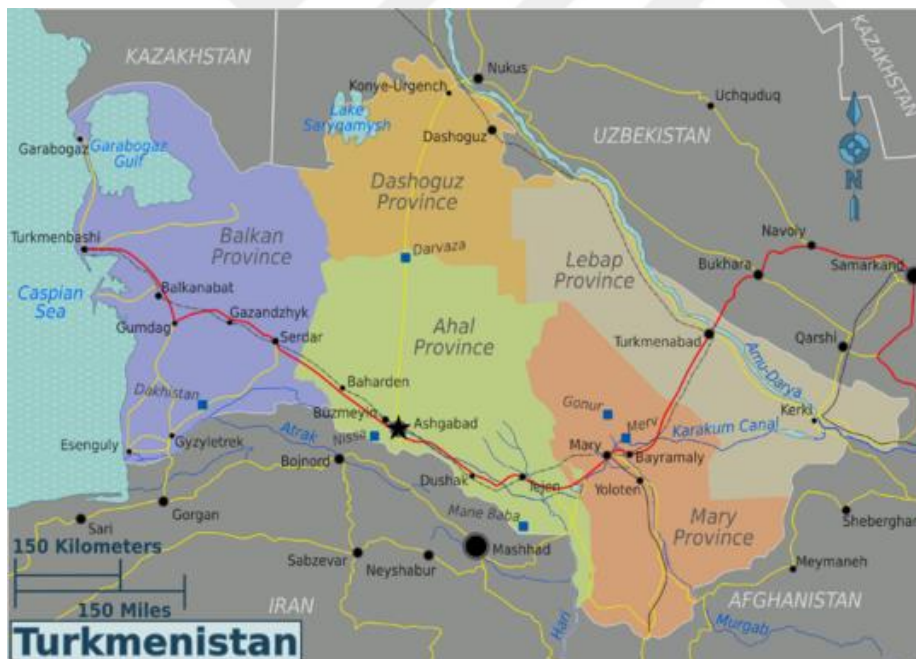 KAZAKHSTAN
KAZAKHSTAN
Nukus
Konye-Urgench
Uchquduq
Lake
Sarygamysh
Garabogaz
Garabogaz
Gulf
Dashoguz
UZBEKISTAN
N
Dashoguz
Province
Turkmenbashi
Balkan
Province
Darvaza
Lebap
Province
Navoly
Bukhara
Samarkand
Caspian
Sea
Balkanabat
Gumdag
Gazandzhyk
Serdar
Ahal
Province
Turkmenabad
Qarshi
Amu-Darya
Baharden
Dakhistan
Gonur
Merv
Kerki
Buzmeyin
Ashgabad
Nissa
Karakum Canal
Esenguly
Gyzyletrek
Atrak
Bojnord
Mary
Bayramaly
Dushak
Tejen
Yoloten
Sari
Gorgan
Mane Baba
Mary
Province
Sheberghan
150 Kilometers
Sabzevar
Neyshabur
Mashhad
Meymaneh
150 Miles
IRAN
Hari
AFGHANISTAN
Murgab
Turkmenistan